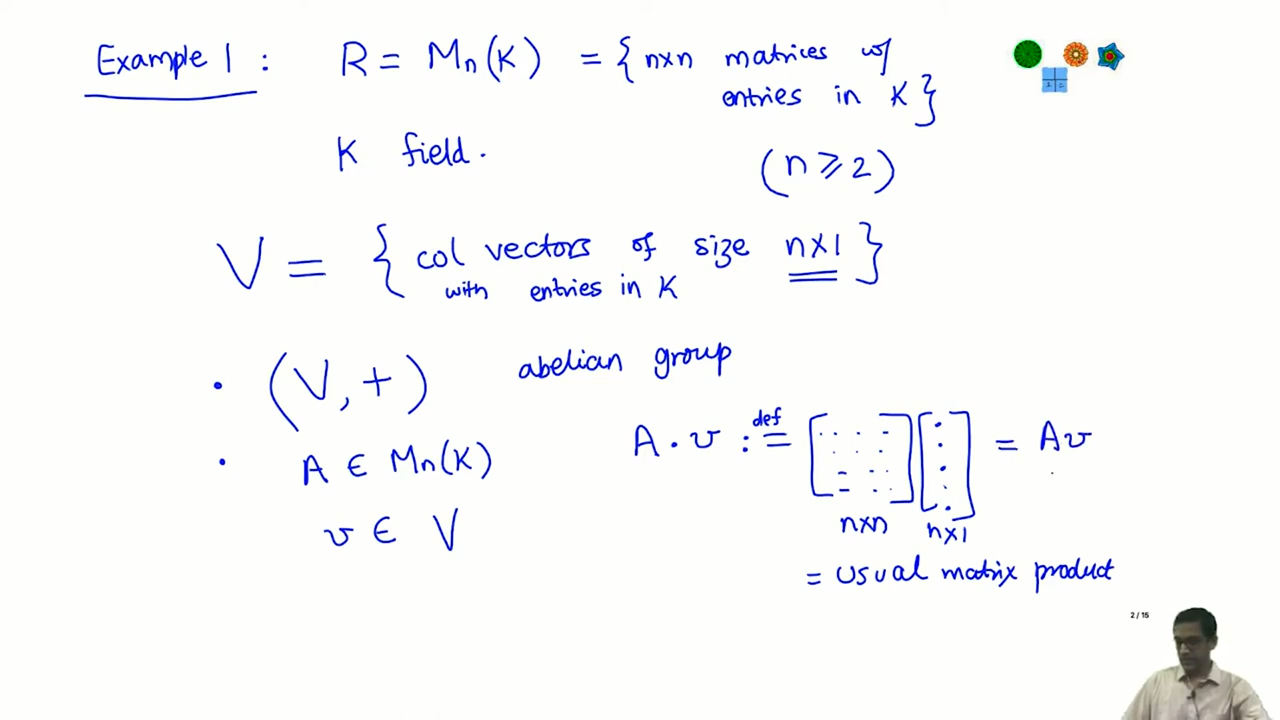 Example 1 : R = Mn(K) = { n×n matrices w/
entries in K }
K field.
(n ⩾ 2)
V = { col vectors of size n×1 }
with entries in K
• (V, +) abelian group
• A ∈ Mn(K)
v ∈ V
A • v :=def [ ] [ ] = Av
n×n n×1
= usual matrix product
2 / 15